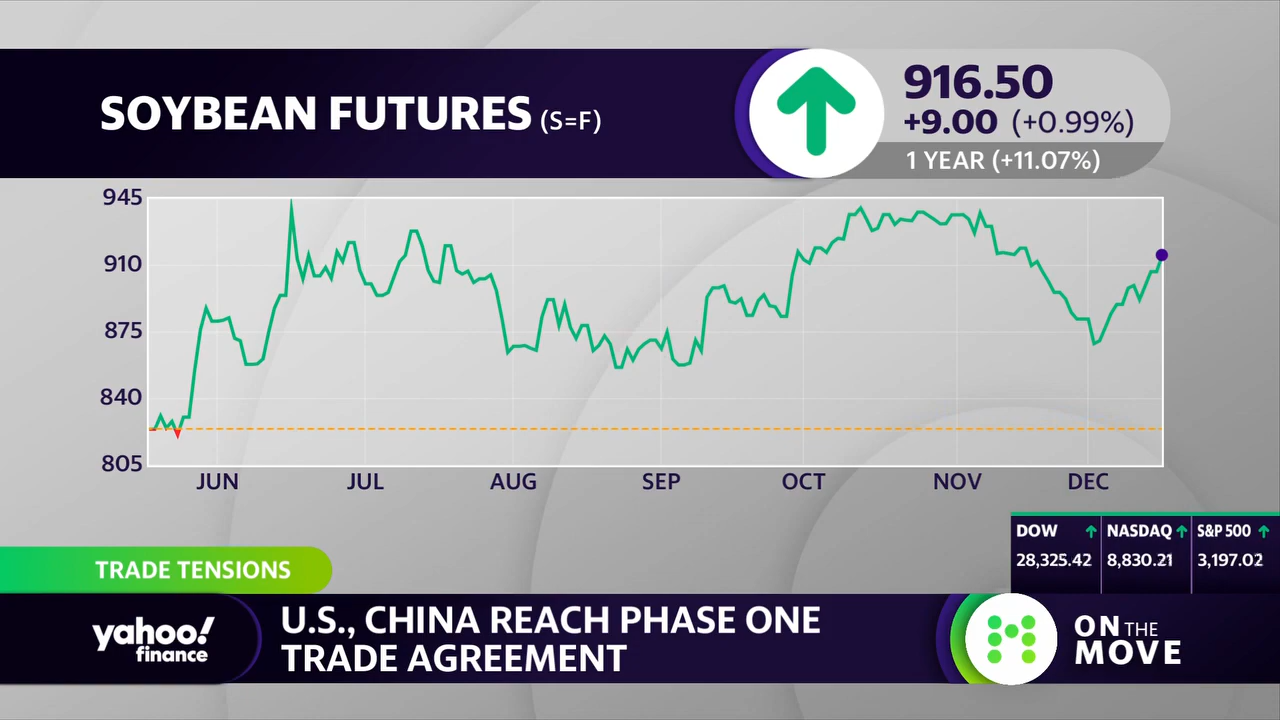 SOYBEAN FUTURES (S=F)
916.50
+9.00 (+0.99%)
1 YEAR (+11.07%)
945
910
875
840
805
JUN JUL AUG SEP OCT NOV DEC
DOW NASDAQ S&P 500
28,325.42 8,830.21 3,197.02
TRADE TENSIONS
yahoo!
finance
U.S., CHINA REACH PHASE ONE
TRADE AGREEMENT
ON THE
MOVE